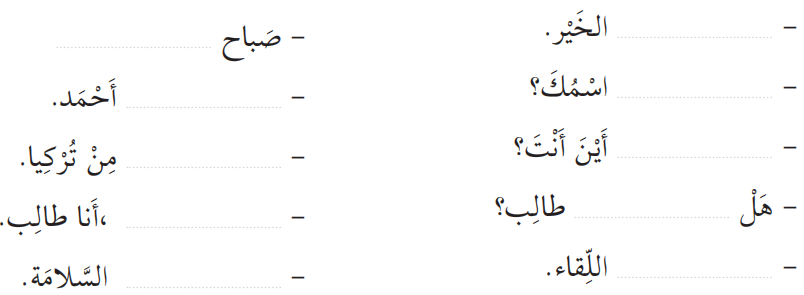 – ........ الخَيْر.
– صَباح ........
– ........ اسْمُكَ؟
– ........ أَحْمَد.
– ........ أَيْنَ أَنْتَ؟
– ........ مِنْ تُرْكِيا.
– هَلْ ........ طالِب؟
– ........ ،أَنا طالِب.
– ........ اللِّقاء.
– ........ السَّلامَة.